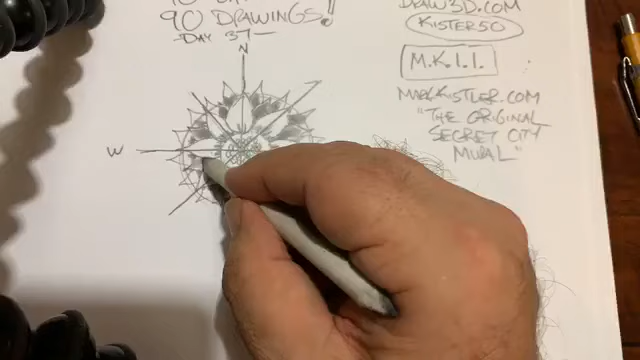 90 DRAWINGS!
DAY 37
N
W
DRAW3D.COM
KISTER50
M.K.I.I.
MARKKISTLER.COM
"THE ORIGINAL
SECRET CITY
MURAL"